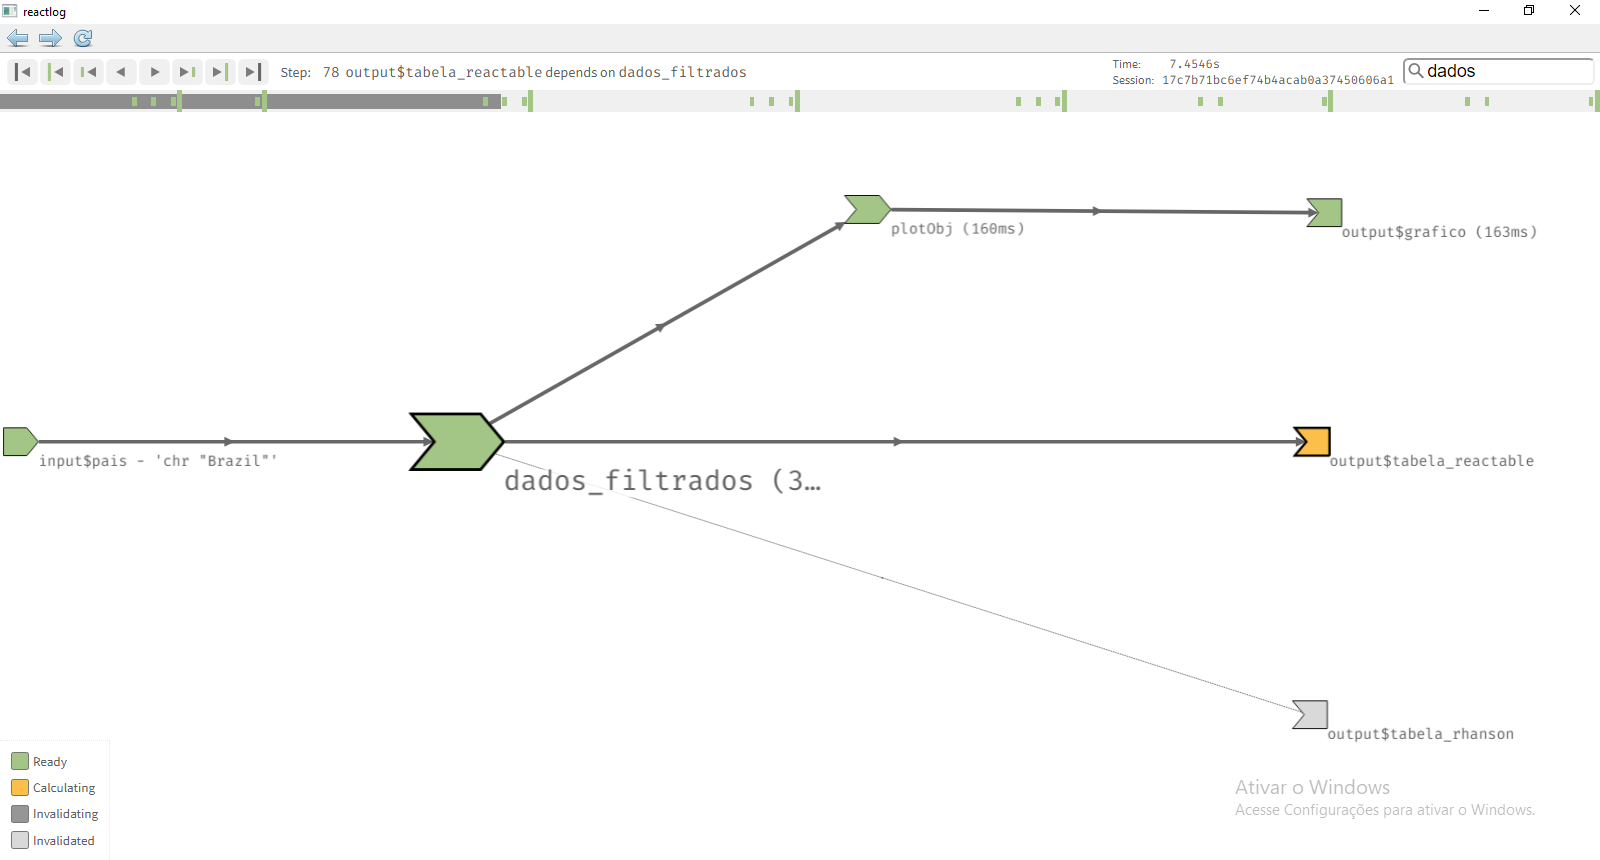 reactlog
Step: 78 output$tabela_reactable depends on dados_filtrados
Time: 7.4546s
Session: 17c7b71bc6ef74b4acab0a37450606a1
dados
plotObj (160ms)
output$grafico (163ms)
input$pais - 'chr "Brazil"'
output$tabela_reactable
dados_filtrados (3…
output$tabela_rhanson
Ready
Calculating
Invalidating
Invalidated
Ativar o Windows
Acesse Configurações para ativar o Windows.